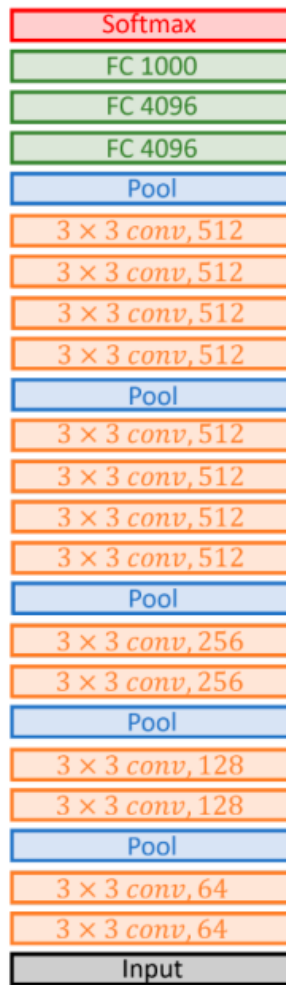 Softmax
FC 1000
FC 4096
FC 4096
Pool
3 × 3 conv, 512
3 × 3 conv, 512
3 × 3 conv, 512
3 × 3 conv, 512
Pool
3 × 3 conv, 512
3 × 3 conv, 512
3 × 3 conv, 512
3 × 3 conv, 512
Pool
3 × 3 conv, 256
3 × 3 conv, 256
Pool
3 × 3 conv, 128
3 × 3 conv, 128
Pool
3 × 3 conv, 64
3 × 3 conv, 64
Input